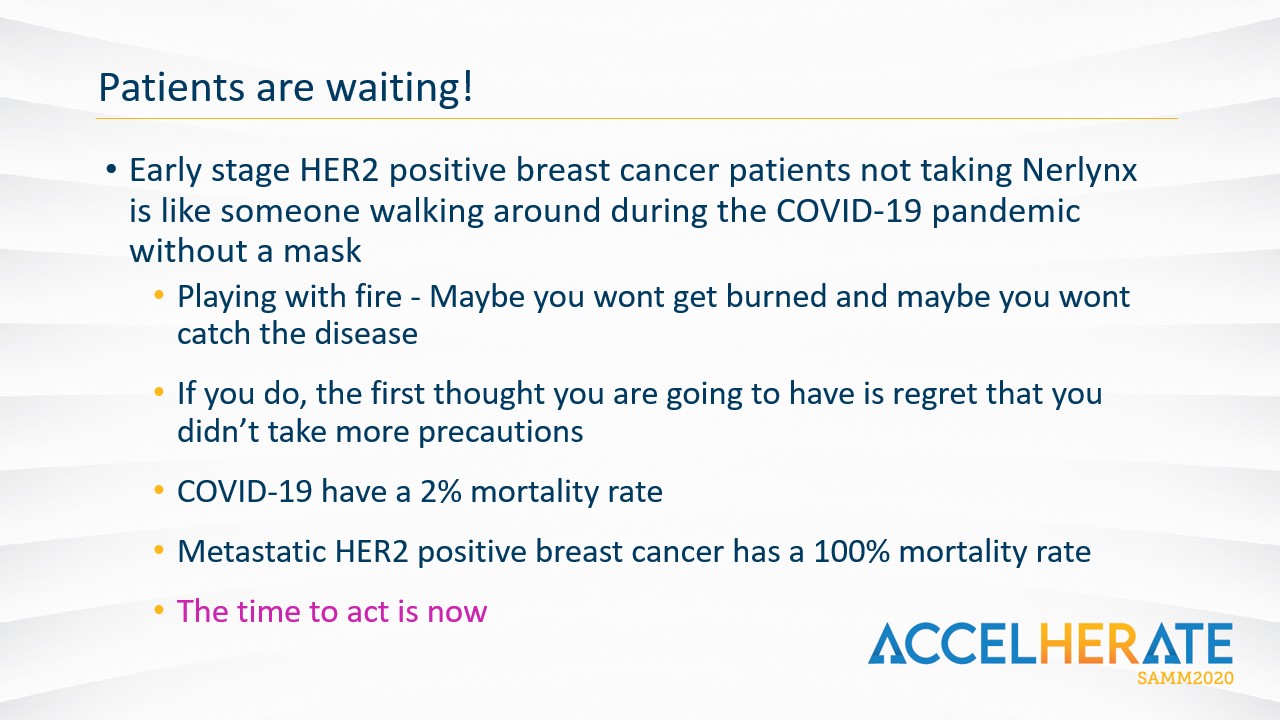 Patients are waiting!
• Early stage HER2 positive breast cancer patients not taking Nerlynx
is like someone walking around during the COVID-19 pandemic
without a mask
• Playing with fire - Maybe you wont get burned and maybe you wont
catch the disease
• If you do, the first thought you are going to have is regret that you
didn’t take more precautions
• COVID-19 have a 2% mortality rate
• Metastatic HER2 positive breast cancer has a 100% mortality rate
• The time to act is now
ACCELHERATE
SAMM2020